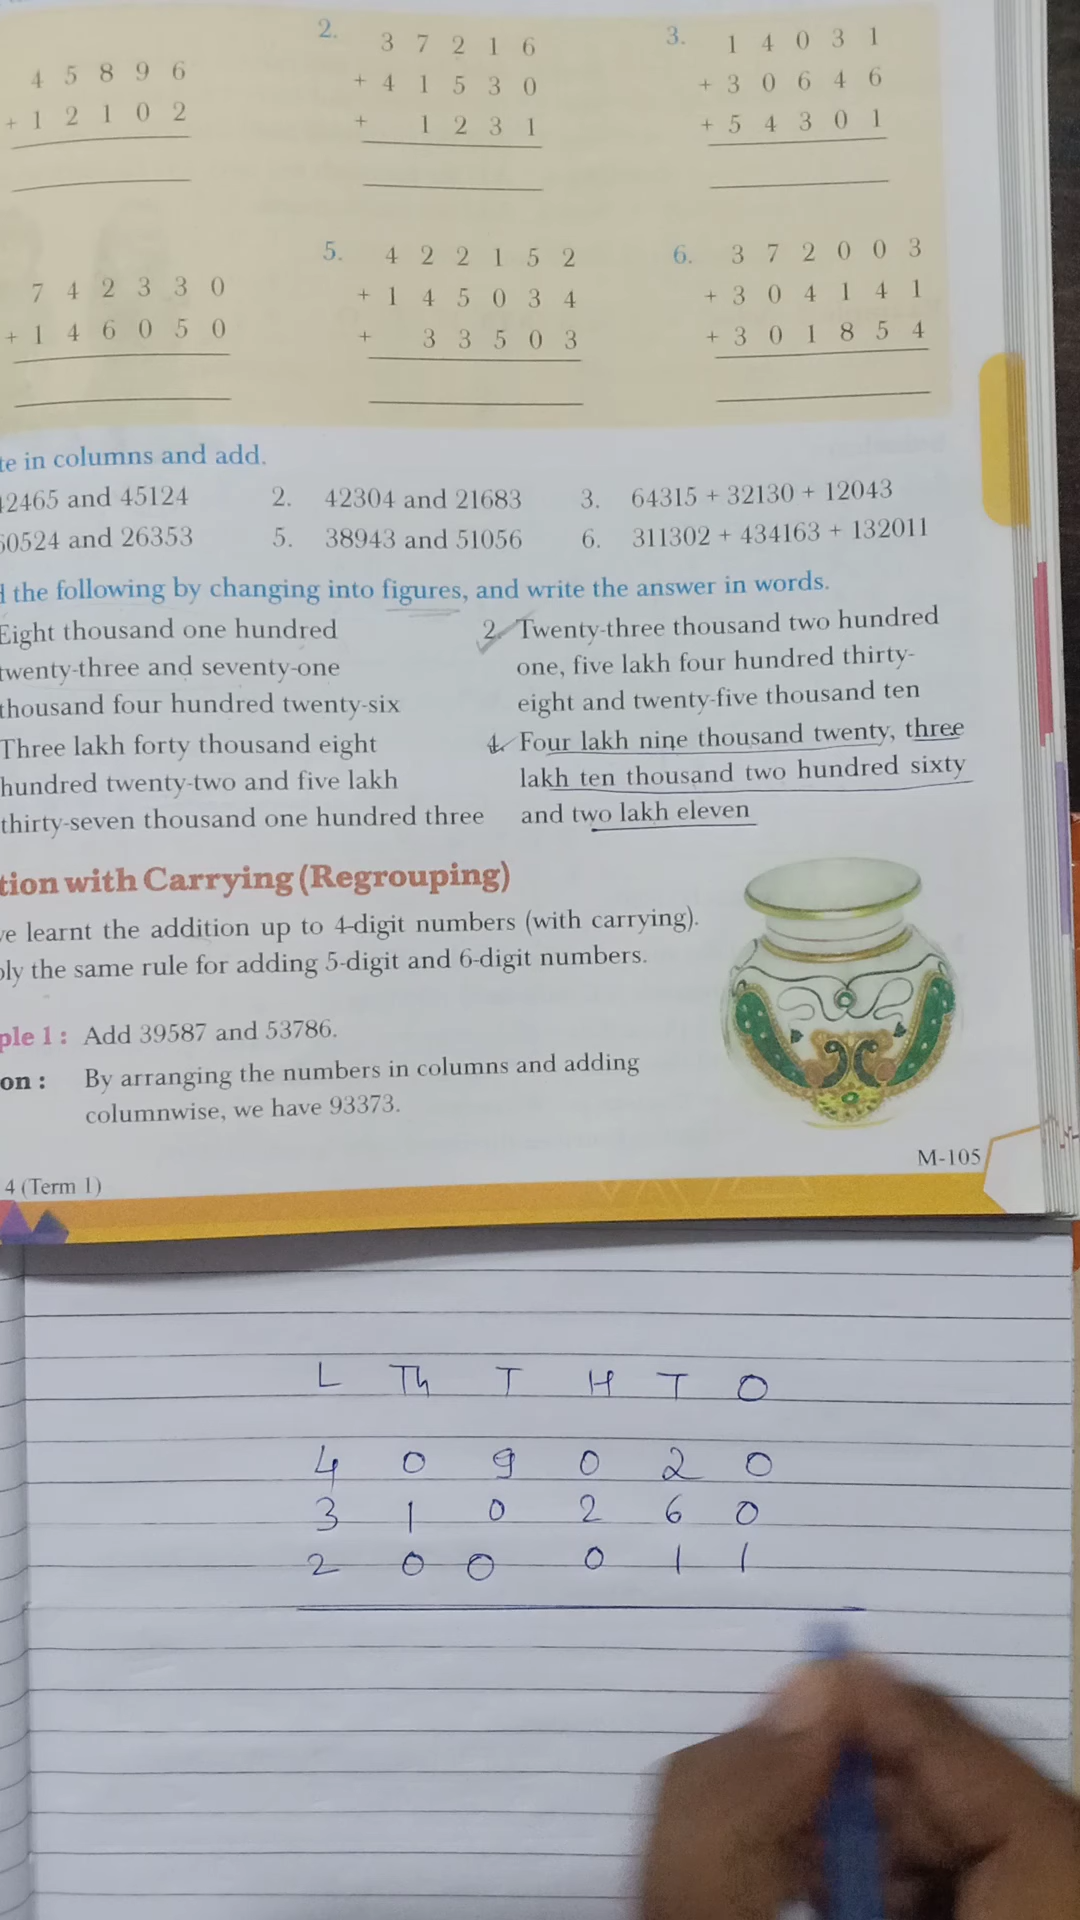 2. 3 7 2 1 6 3. 1 4 0 3 1
4 5 8 9 6 + 4 1 5 3 0 + 3 0 6 4 6
+ 1 2 1 0 2 + 1 2 3 1 + 5 4 3 0 1
5. 4 2 2 1 5 2 6. 3 7 2 0 0 3
7 4 2 3 3 0 + 1 4 5 0 3 4 + 3 0 4 1 4 1
+ 1 4 6 0 5 0 + 3 3 5 0 3 + 3 0 1 8 5 4
in columns and add.
2465 and 45124 2. 42304 and 21683 3. 64315 + 32130 + 12043
0524 and 26353 5. 38943 and 51056 6. 311302 + 434163 + 132011
the following by changing into figures, and write the answer in words.
Eight thousand one hundred
twenty-three and seventy-one
thousand four hundred twenty-six
Three lakh forty thousand eight
hundred twenty-two and five lakh
thirty-seven thousand one hundred three
2. Twenty-three thousand two hundred
one, five lakh four hundred thirty-
eight and twenty-five thousand ten
4. Four lakh nine thousand twenty, three
lakh ten thousand two hundred sixty
and two lakh eleven
tion with Carrying (Regrouping)
ve learnt the addition up to 4-digit numbers (with carrying).
ply the same rule for adding 5-digit and 6-digit numbers.
ple 1 : Add 39587 and 53786.
on : By arranging the numbers in columns and adding
columnwise, we have 93373.
M-105
4 (Term 1)
L Th T H T O
4 0 9 0 2 0
3 1 0 2 6 0
2 0 0 0 1 1